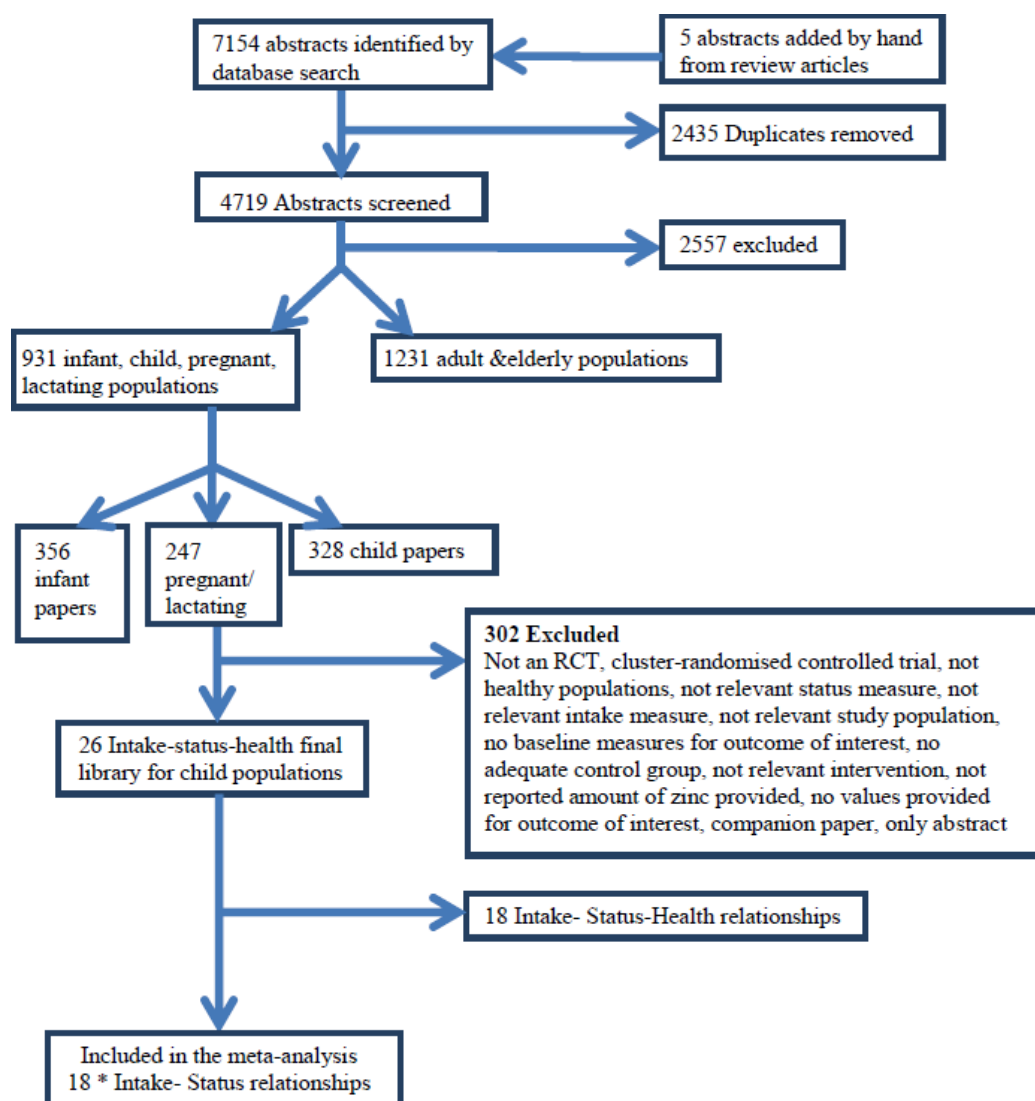 7154 abstracts identified by
database search
5 abstracts added by hand
from review articles
2435 Duplicates removed
4719 Abstracts screened
2557 excluded
931 infant, child, pregnant,
lactating populations
1231 adult &elderly populations
356
infant
papers
247
pregnant/
lactating
328 child papers
302 Excluded
Not an RCT, cluster-randomised controlled trial, not
healthy populations, not relevant status measure, not
relevant intake measure, not relevant study population,
no baseline measures for outcome of interest, no
adequate control group, not relevant intervention, not
reported amount of zinc provided, no values provided
for outcome of interest, companion paper, only abstract
26 Intake-status-health final
library for child populations
18 Intake- Status-Health relationships
Included in the meta-analysis
18 * Intake- Status relationships